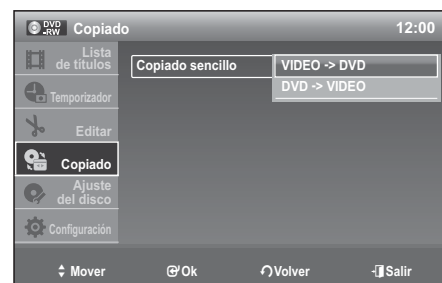 DVD-RW Copiado 12:00
Lista de títulos
Copiado sencillo VIDEO -> DVD
DVD -> VIDEO
Temporizador
Editar
Copiado
Ajuste del disco
Configuración
Mover Ok Volver Salir